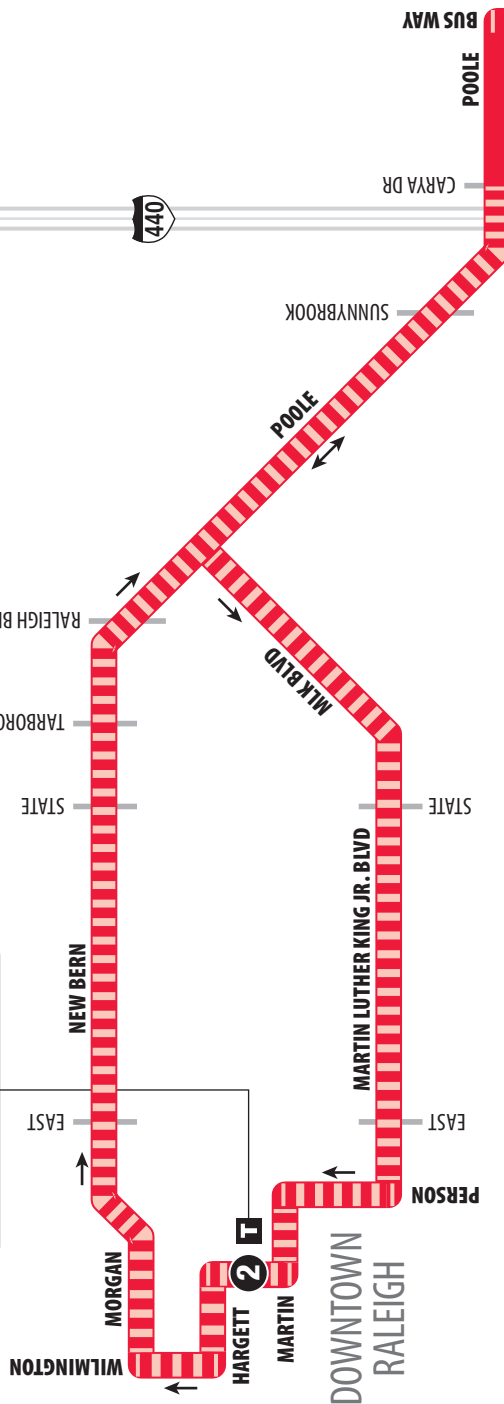 BUS WAY
POOLE
CARYA DR
440
SUNNYBROOK
POOLE
RALEIGH
TARBORO
STATE
MLK BLVD
STATE
NEW BERN
MARTIN LUTHER KING JR. BLVD
EAST
EAST
PERSON
MORGAN
T
2
HARGETT
MARTIN
WILMINGTON
DOWNTOWN
RALEIGH